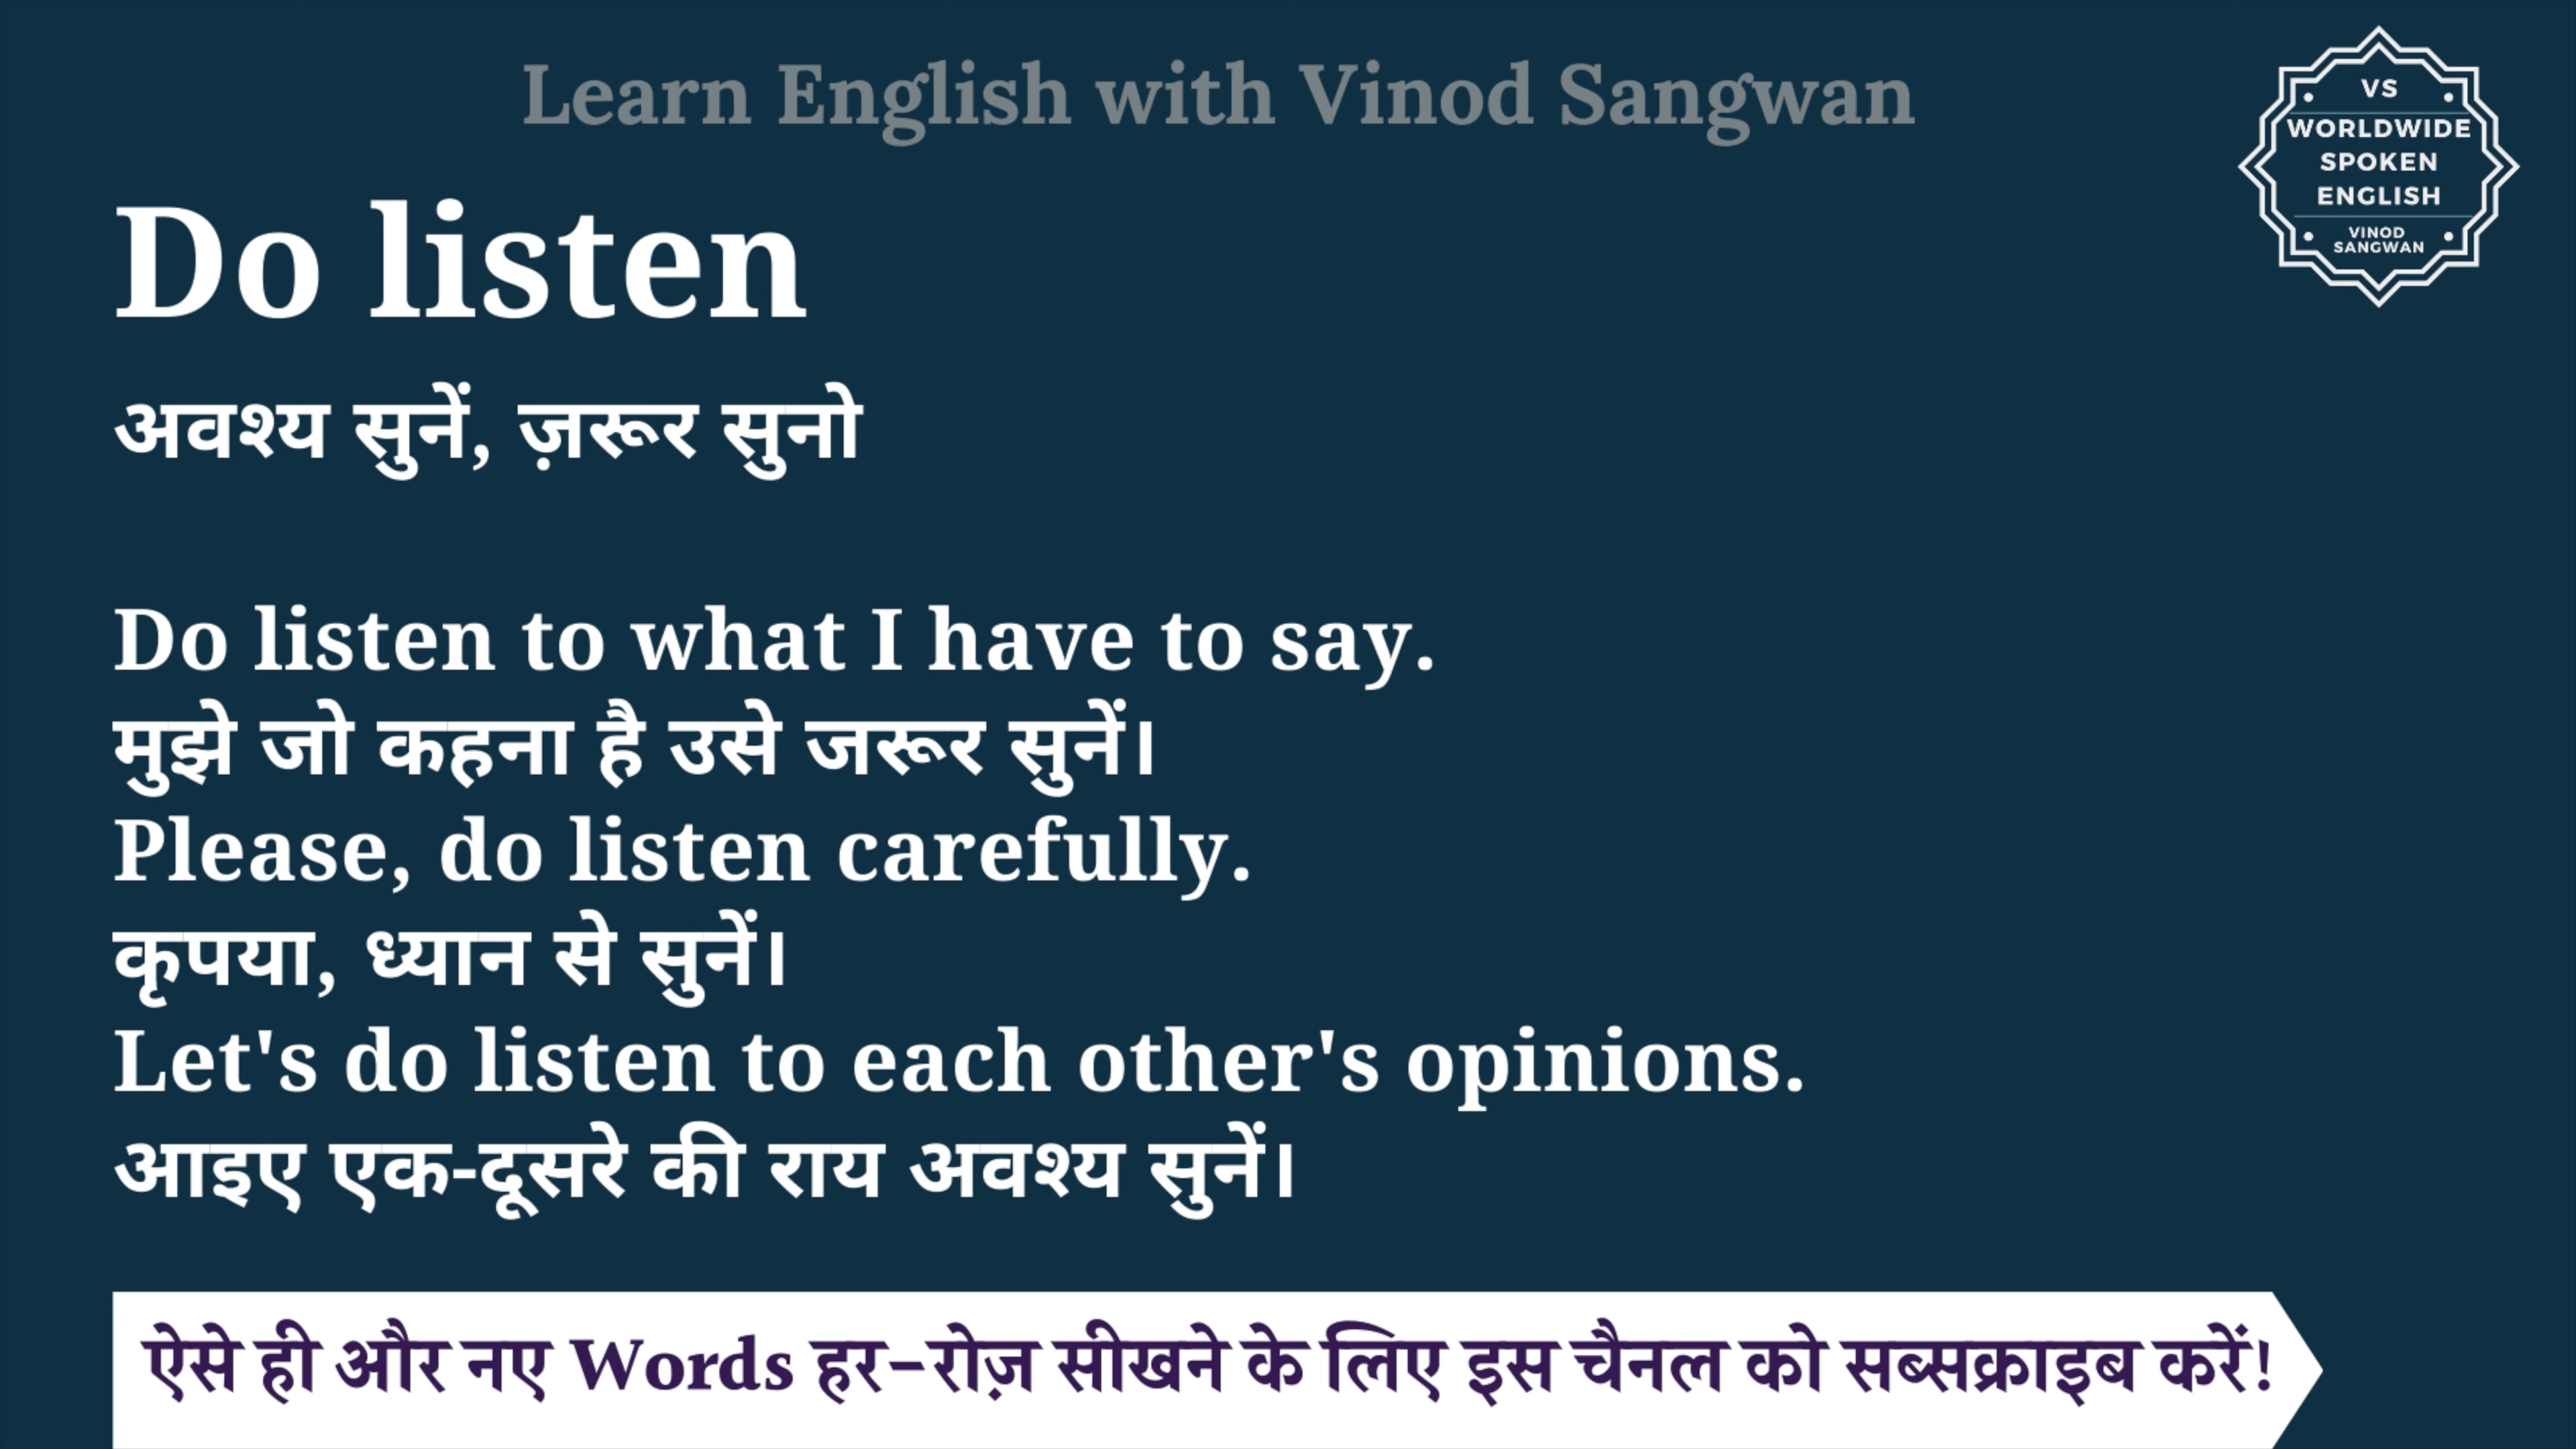 Learn English with Vinod Sangwan
VS
WORLDWIDE
SPOKEN
ENGLISH
VINOD
SANGWAN
Do listen
अवश्य सुनें, ज़रूर सुनो
Do listen to what I have to say.
मुझे जो कहना है उसे जरूर सुनें।
Please, do listen carefully.
कृपया, ध्यान से सुनें।
Let's do listen to each other's opinions.
आइए एक-दूसरे की राय अवश्य सुनें।
ऐसे ही और नए Words हर–रोज़ सीखने के लिए इस चैनल को सब्सक्राइब करें!